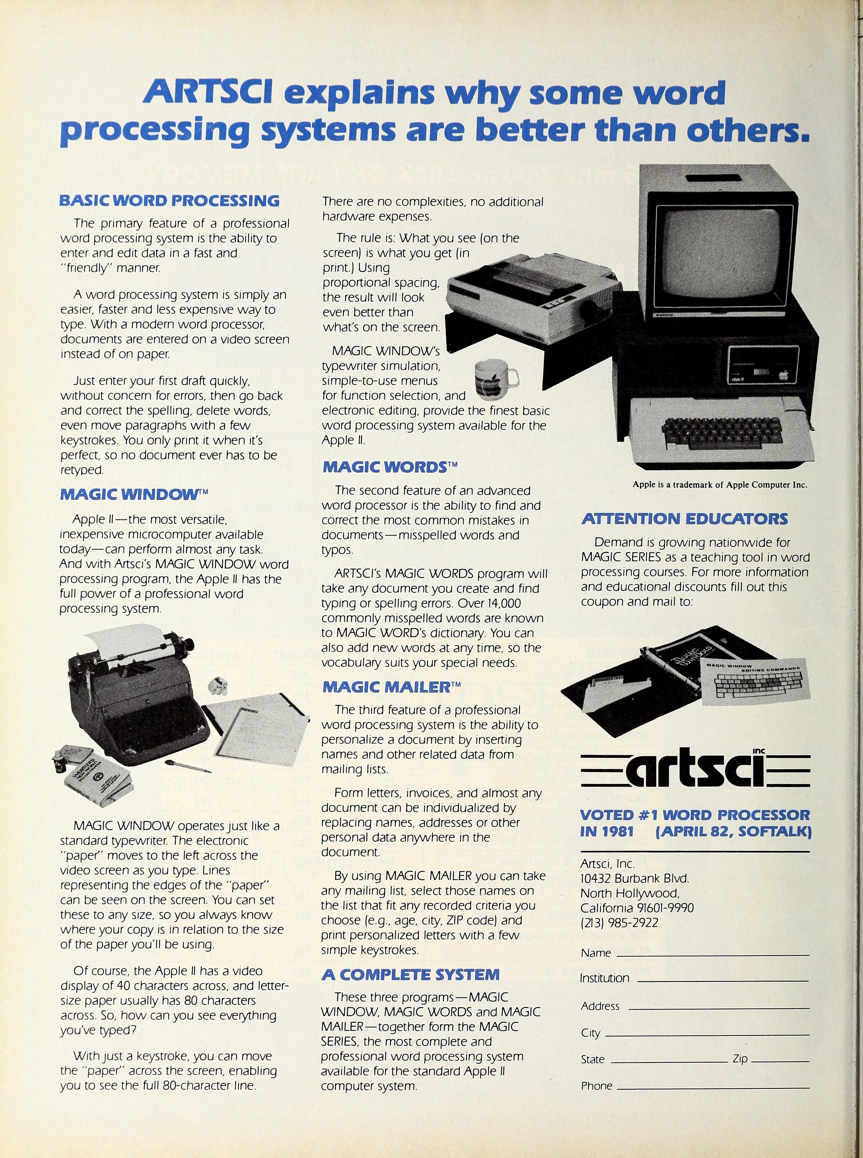 ARTSCI explains why some word
processing systems are better than others.
BASIC WORD PROCESSING
The primary feature of a professional
word processing system is the ability to
enter and edit data in a fast and
"friendly" manner.
A word processing system is simply an
easier, faster and less expensive way to
type. With a modern word processor,
documents are entered on a video screen
instead of on paper.
Just enter your first draft quickly,
without concern for errors, then go back
and correct the spelling, delete words,
even move paragraphs with a few
keystrokes. You only print it when it's
perfect, so no document ever has to be
retyped.
MAGIC WINDOW™
Apple II—the most versatile,
inexpensive microcomputer available
today—can perform almost any task.
And with Artsci's MAGIC WINDOW word
processing program, the Apple II has the
full power of a professional word
processing system.
MAGIC WINDOW operates just like a
standard typewriter. The electronic
"paper" moves to the left across the
video screen as you type. Lines
representing the edges of the "paper"
can be seen on the screen. You can set
these to any size, so you always know
where your copy is in relation to the size
of the paper you'll be using.
Of course, the Apple II has a video
display of 40 characters across, and letter-
size paper usually has 80 characters
across. So, how can you see everything
you've typed?
With just a keystroke, you can move
the "paper" across the screen, enabling
you to see the full 80-character line.
There are no complexities, no additional
hardware expenses.
The rule is: What you see (on the
screen) is what you get (in
print.) Using
proportional spacing,
the result will look
even better than
what's on the screen.
MAGIC WINDOW's
typewriter simulation,
simple-to-use menus
for function selection, and
electronic editing, provide the finest basic
word processing system available for the
Apple II.
MAGIC WORDS™
The second feature of an advanced
word processor is the ability to find and
correct the most common mistakes in
documents—misspelled words and
typos.
ARTSCI's MAGIC WORDS program will
take any document you create and find
typing or spelling errors. Over 14,000
commonly misspelled words are known
to MAGIC WORD's dictionary. You can
also add new words at any time, so the
vocabulary suits your special needs.
MAGIC MAILER™
The third feature of a professional
word processing system is the ability to
personalize a document by inserting
names and other related data from
mailing lists.
Form letters, invoices, and almost any
document can be individualized by
replacing names, addresses or other
personal data anywhere in the
document.
By using MAGIC MAILER you can take
any mailing list, select those names on
the list that fit any recorded criteria you
choose (e.g., age, city, ZIP code) and
print personalized letters with a few
simple keystrokes.
A COMPLETE SYSTEM
These three programs—MAGIC
WINDOW, MAGIC WORDS and MAGIC
MAILER—together form the MAGIC
SERIES, the most complete and
professional word processing system
available for the standard Apple II
computer system.
disk II
Apple is a trademark of Apple Computer Inc.
ATTENTION EDUCATORS
Demand is growing nationwide for
MAGIC SERIES as a teaching tool in word
processing courses. For more information
and educational discounts fill out this
coupon and mail to:
MAGIC WINDOW
EDITING COMMANDS
artsci inc
VOTED #1 WORD PROCESSOR
IN 1981 (APRIL 82, SOFTALK)
Artsci, Inc.
10432 Burbank Blvd.
North Hollywood,
California 91601-9990
(213) 985-2922
Name
Institution
Address
City
State Zip
Phone